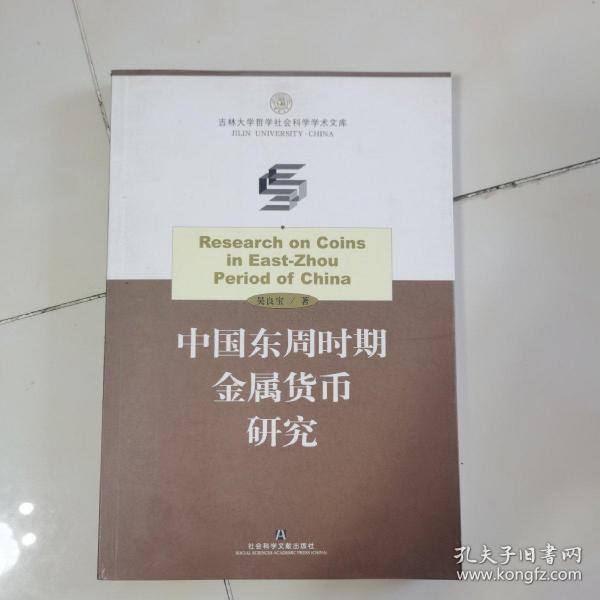 吉林大学哲学社会科学学术文库
JILIN UNIVERSITY·CHINA
Research on Coins
in East-Zhou
Period of China
吴良宝 / 著
中国东周时期
金属货币
研究
社会科学文献出版社
SOCIAL SCIENCES ACADEMIC PRESS (CHINA)
孔夫子旧书网
www.kongfz.com